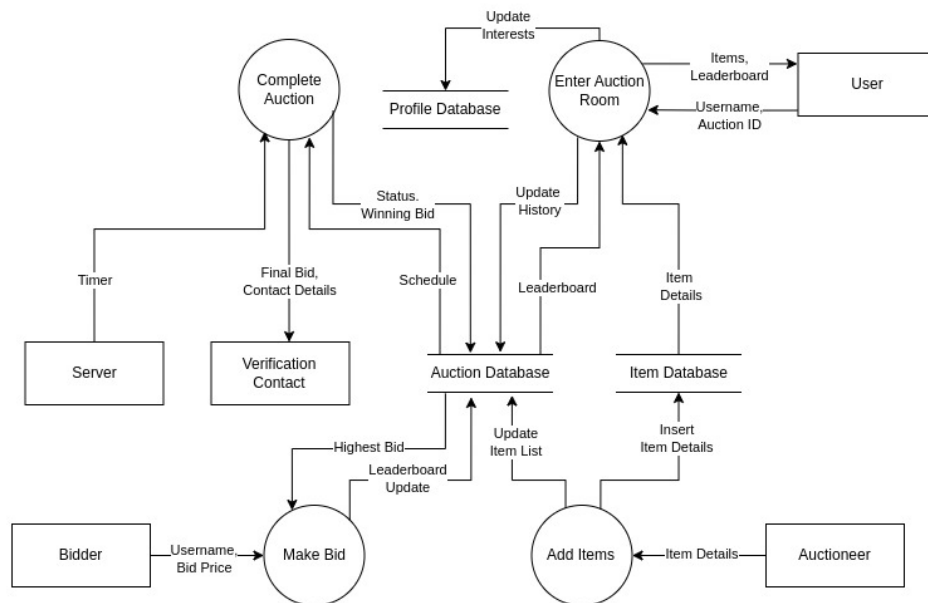 Update
Interests
Complete
Auction
Enter Auction
Room
Items,
Leaderboard
User
Profile Database
Username,
Auction ID
Status.
Winning Bid
Update
History
Timer
Final Bid,
Contact Details
Schedule
Leaderboard
Item
Details
Server
Verification
Contact
Auction Database
Item Database
Highest Bid
Leaderboard
Update
Update
Item List
Insert
Item Details
Bidder
Username,
Bid Price
Make Bid
Add Items
Item Details
Auctioneer